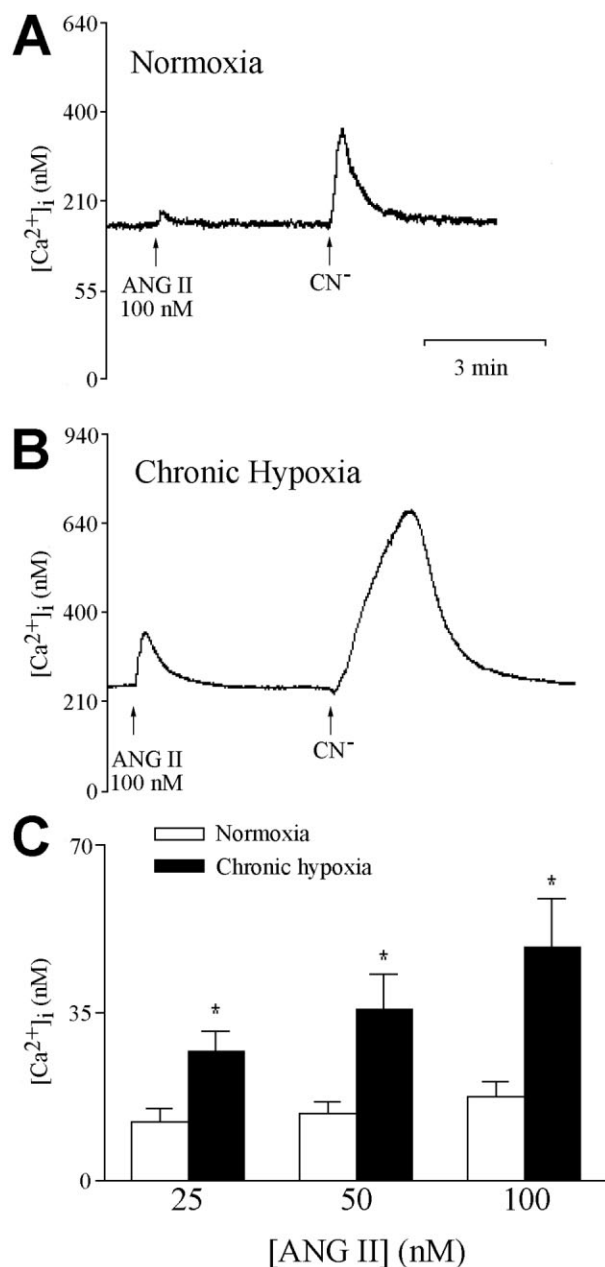 A
Normoxia
640
400
210
55
0
[Ca²⁺]i (nM)
ANG II
100 nM
CN⁻
3 min
B
Chronic Hypoxia
940
640
400
210
0
[Ca²⁺]i (nM)
ANG II
100 nM
CN⁻
C
Normoxia
Chronic hypoxia
70
35
0
[Ca²⁺]i (nM)
*
*
*
25 50 100
[ANG II] (nM)